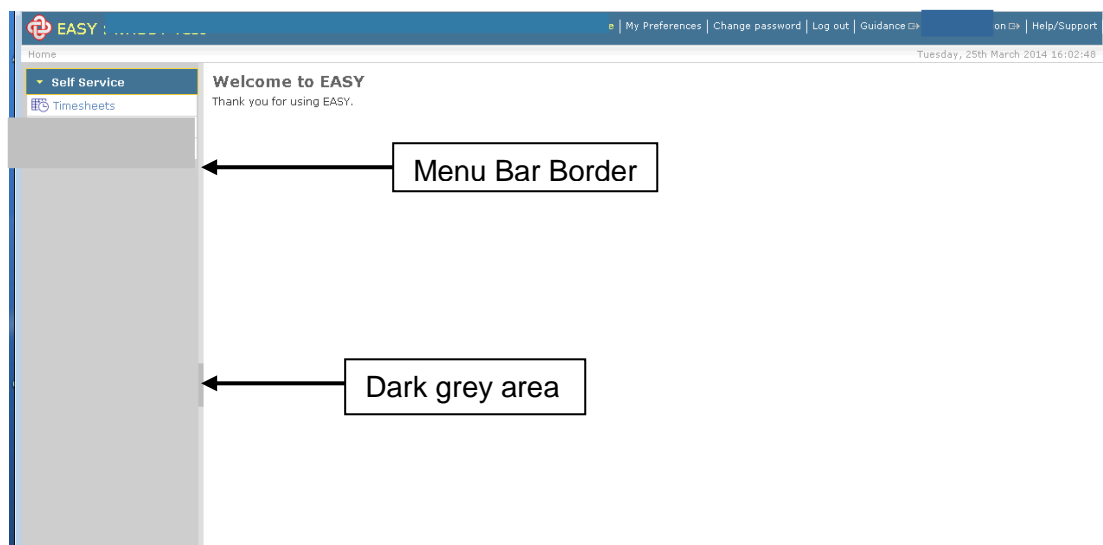 EASY
e | My Preferences | Change password | Log out | Guidance on | Help/Support
Home
Tuesday, 25th March 2014 16:02:48
Self Service
Welcome to EASY
Timesheets
Thank you for using EASY.
Menu Bar Border
Dark grey area